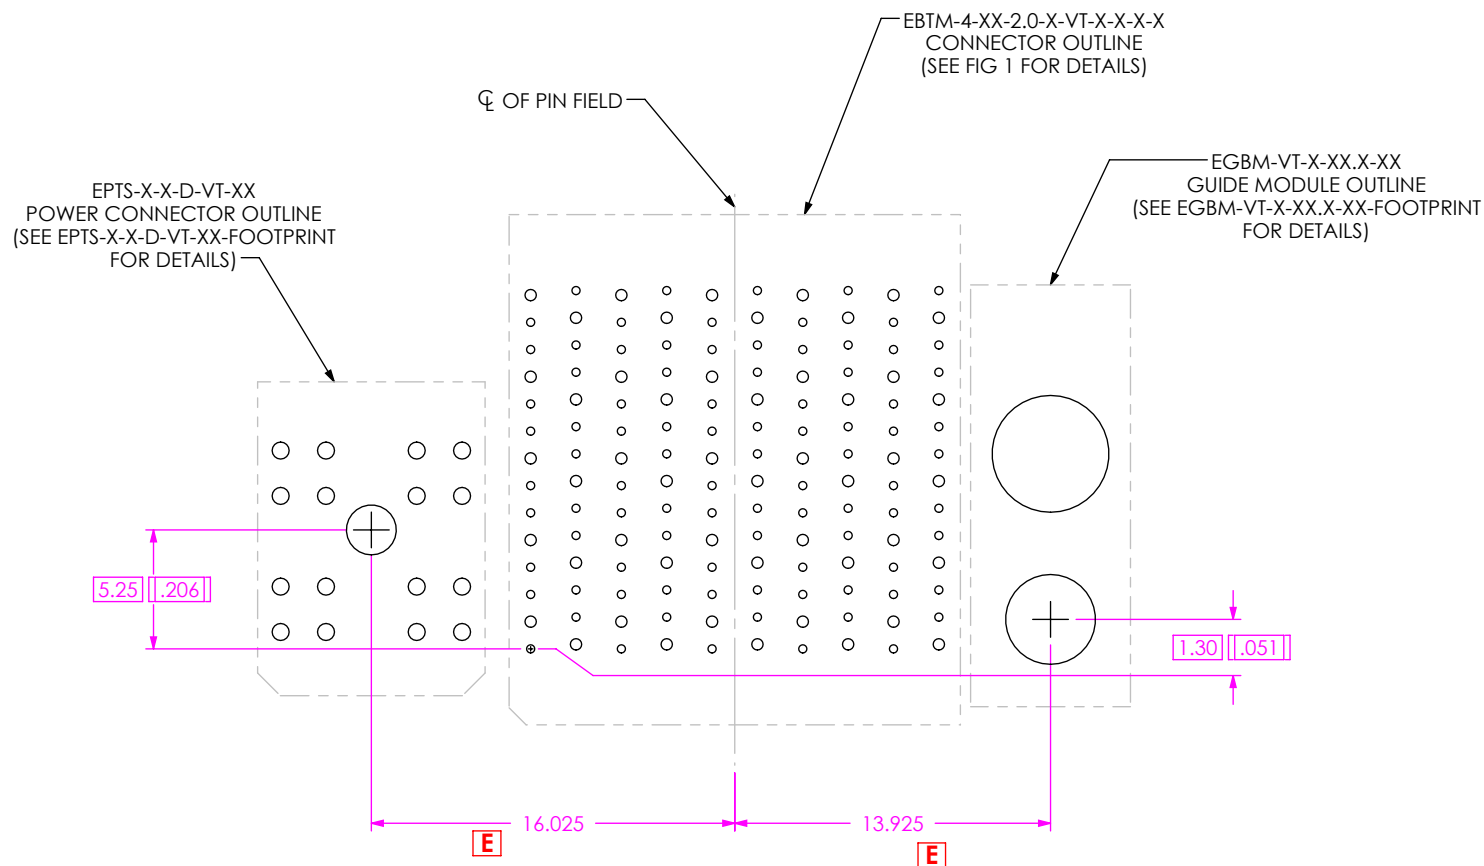 EBTM-4-XX-2.0-X-VT-X-X-X-X
CONNECTOR OUTLINE
(SEE FIG 1 FOR DETAILS)
℄ OF PIN FIELD
EGBM-VT-X-XX.X-XX
GUIDE MODULE OUTLINE
(SEE EGBM-VT-X-XX.X-XX-FOOTPRINT
FOR DETAILS)
EPTS-X-X-D-VT-XX
POWER CONNECTOR OUTLINE
(SEE EPTS-X-X-D-VT-XX-FOOTPRINT
FOR DETAILS)
5.25 [.206]
1.30 [.051]
16.025
13.925
E
E